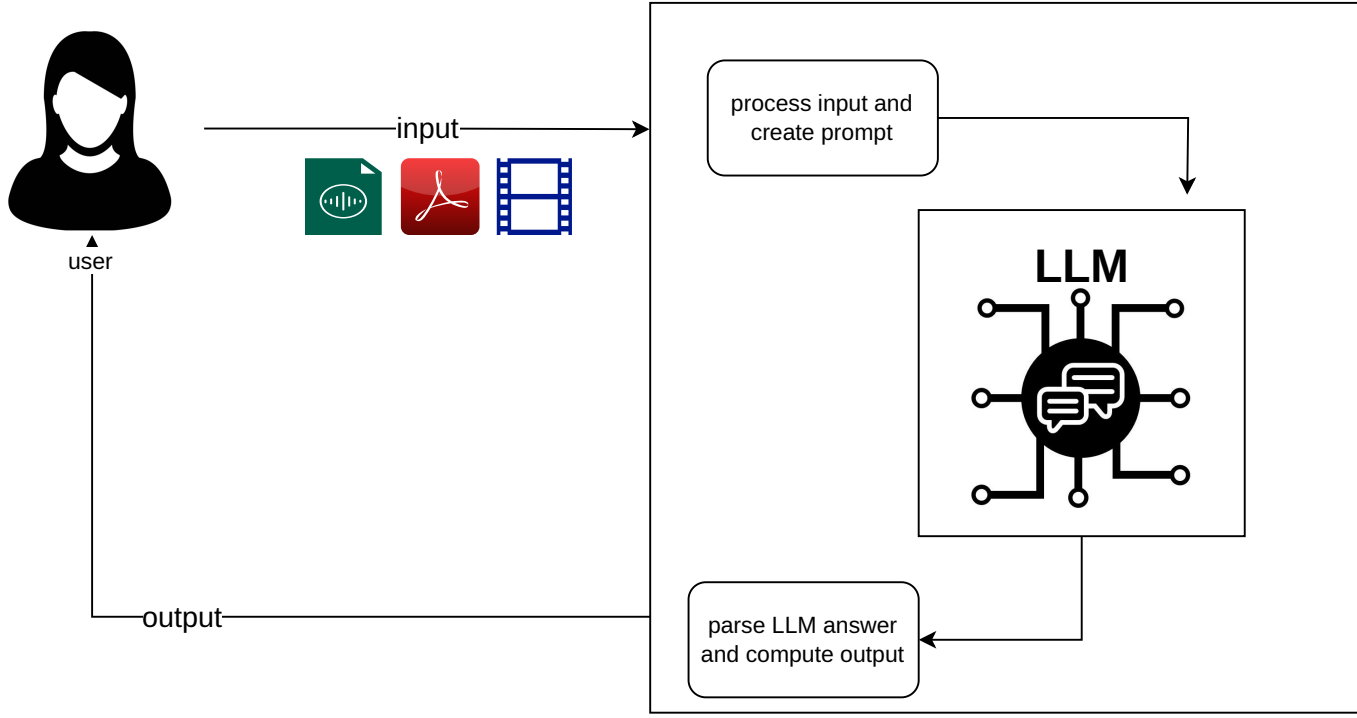 input
process input and
create prompt
user
LLM
output
parse LLM answer
and compute output